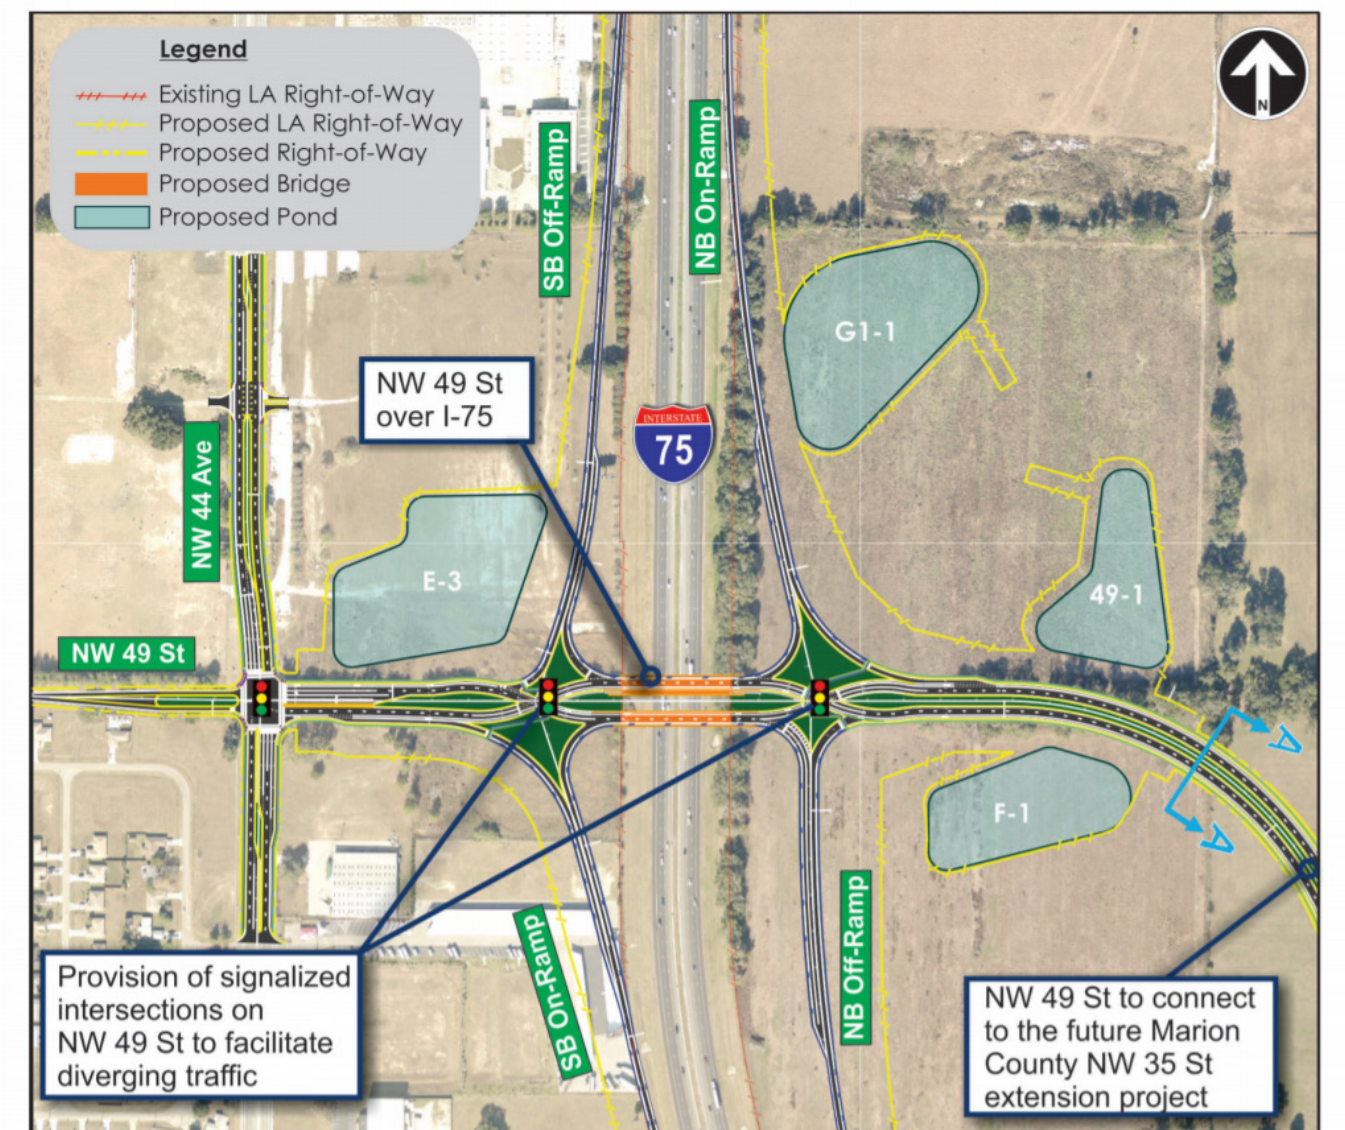 Legend
Existing LA Right-of-Way
Proposed LA Right-of-Way
Proposed Right-of-Way
Proposed Bridge
Proposed Pond
N
SB Off-Ramp
NB On-Ramp
G1-1
NW 49 St
over I-75
INTERSTATE
75
NW 44 Ave
E-3
49-1
NW 49 St
A
A
F-1
SB On-Ramp
NB Off-Ramp
Provision of signalized
intersections on
NW 49 St to facilitate
diverging traffic
NW 49 St to connect
to the future Marion
County NW 35 St
extension project